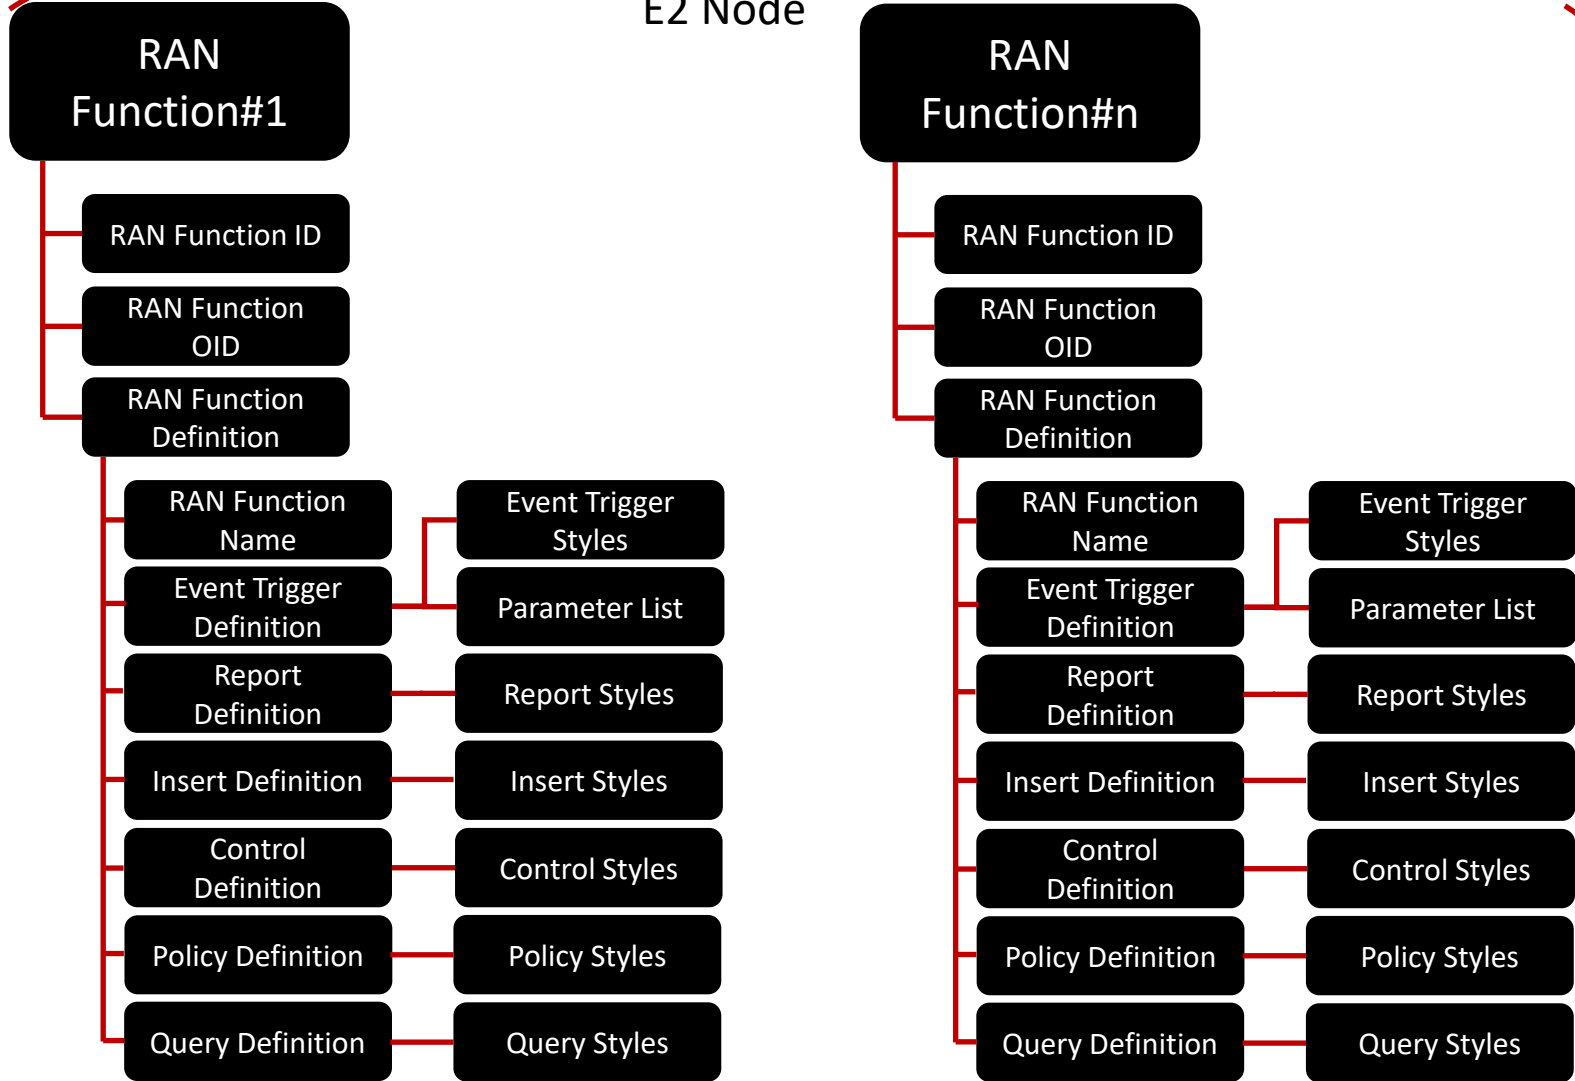 E2 Node
RAN
Function#1
RAN Function ID
RAN Function
OID
RAN Function
Definition
RAN Function
Name
Event Trigger
Styles
Event Trigger
Definition
Parameter List
Report
Definition
Report Styles
Insert Definition
Insert Styles
Control
Definition
Control Styles
Policy Definition
Policy Styles
Query Definition
Query Styles
RAN
Function#n
RAN Function ID
RAN Function
OID
RAN Function
Definition
RAN Function
Name
Event Trigger
Styles
Event Trigger
Definition
Parameter List
Report
Definition
Report Styles
Insert Definition
Insert Styles
Control
Definition
Control Styles
Policy Definition
Policy Styles
Query Definition
Query Styles